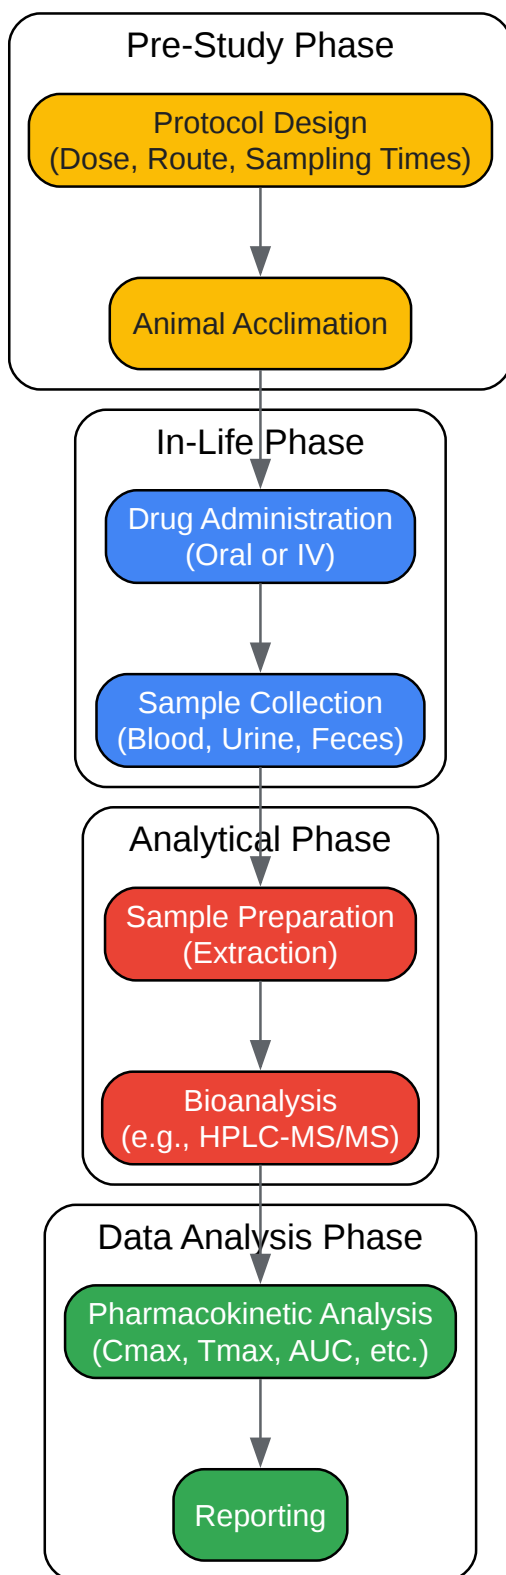 Pre-Study Phase
Protocol Design
(Dose, Route, Sampling Times)
Animal Acclimation
In-Life Phase
Drug Administration
(Oral or IV)
Sample Collection
(Blood, Urine, Feces)
Analytical Phase
Sample Preparation
(Extraction)
Bioanalysis
(e.g., HPLC-MS/MS)
Data Analysis Phase
Pharmacokinetic Analysis
(Cmax, Tmax, AUC, etc.)
Reporting